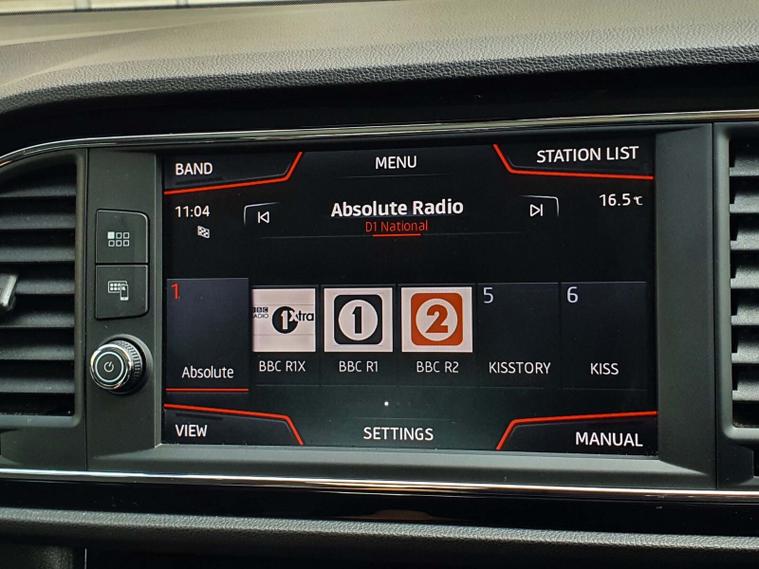 BAND
MENU
STATION LIST
11:04
Absolute Radio
16.5℃
D1 National
1
BBC
RADIO
1Xtra
1
2
5
6
Absolute
BBC R1X
BBC R1
BBC R2
KISSTORY
KISS
VIEW
SETTINGS
MANUAL